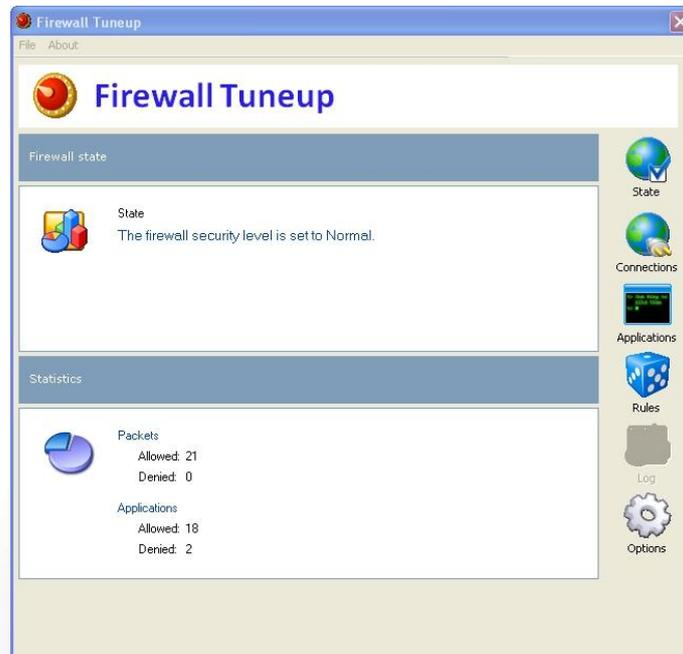 Firewall Tuneup
File About
Firewall Tuneup
Firewall state
State
The firewall security level is set to Normal.
Statistics
Packets
Allowed: 21
Denied: 0
Applications
Allowed: 18
Denied: 2
State
Connections
Applications
Rules
Log
Options